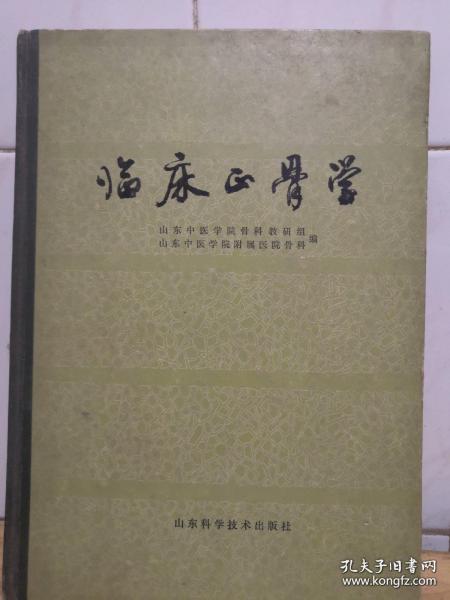 临床正骨学
山东中医学院骨科教研组
山东中医学院附属医院骨科
编
山东科学技术出版社
孔夫子旧书网
www.kongfz.com